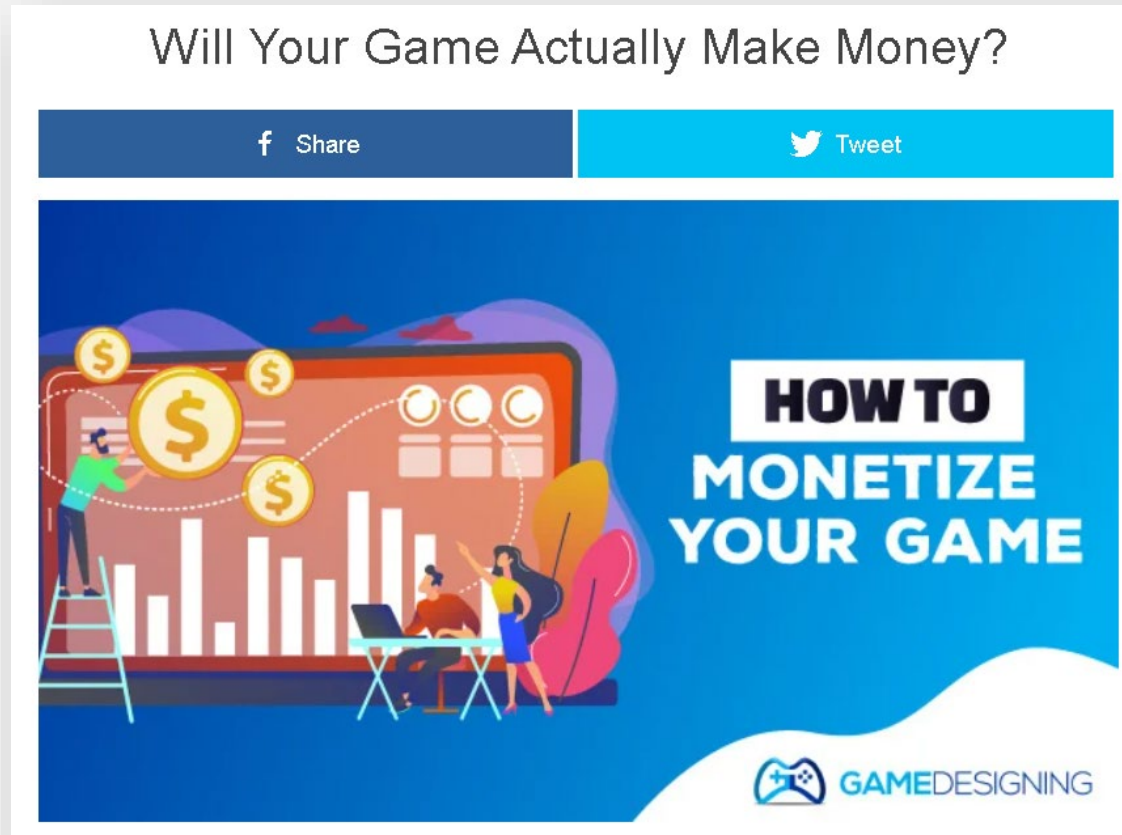 Will Your Game Actually Make Money?
Share
Tweet
HOW TO
MONETIZE
YOUR GAME
GAMEDESIGNING